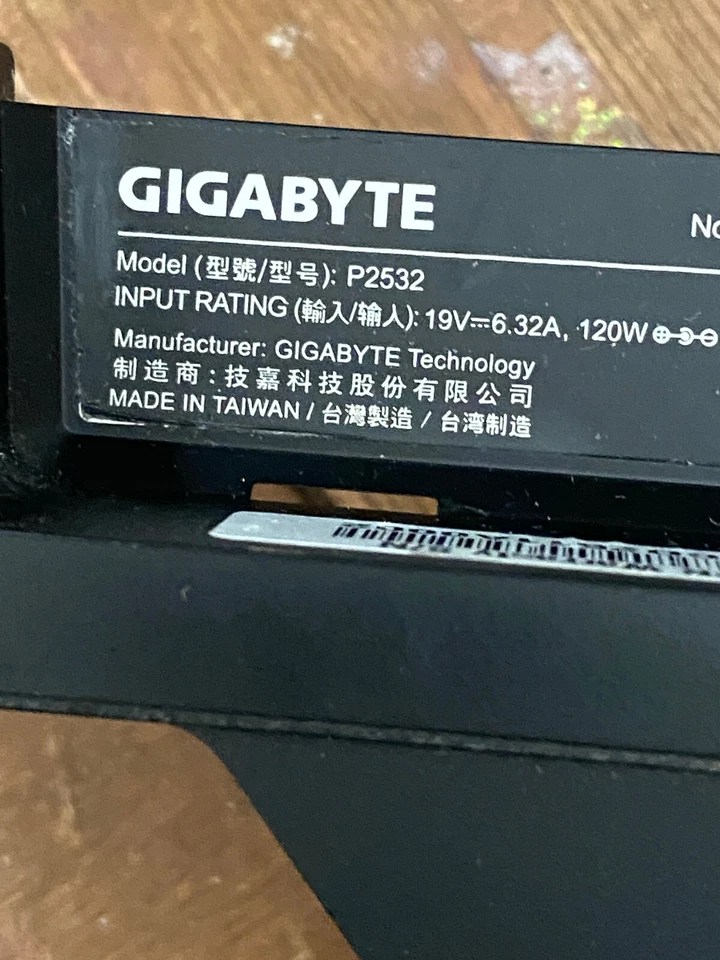 GIGABYTE
Model (型號/型号): P2532
INPUT RATING (輸入/输人): 19V⎓6.32A, 120W
Manufacturer: GIGABYTE Technology
制造商:技嘉科技股份有限公司
MADE IN TAIWAN / 台灣製造 / 台湾制造